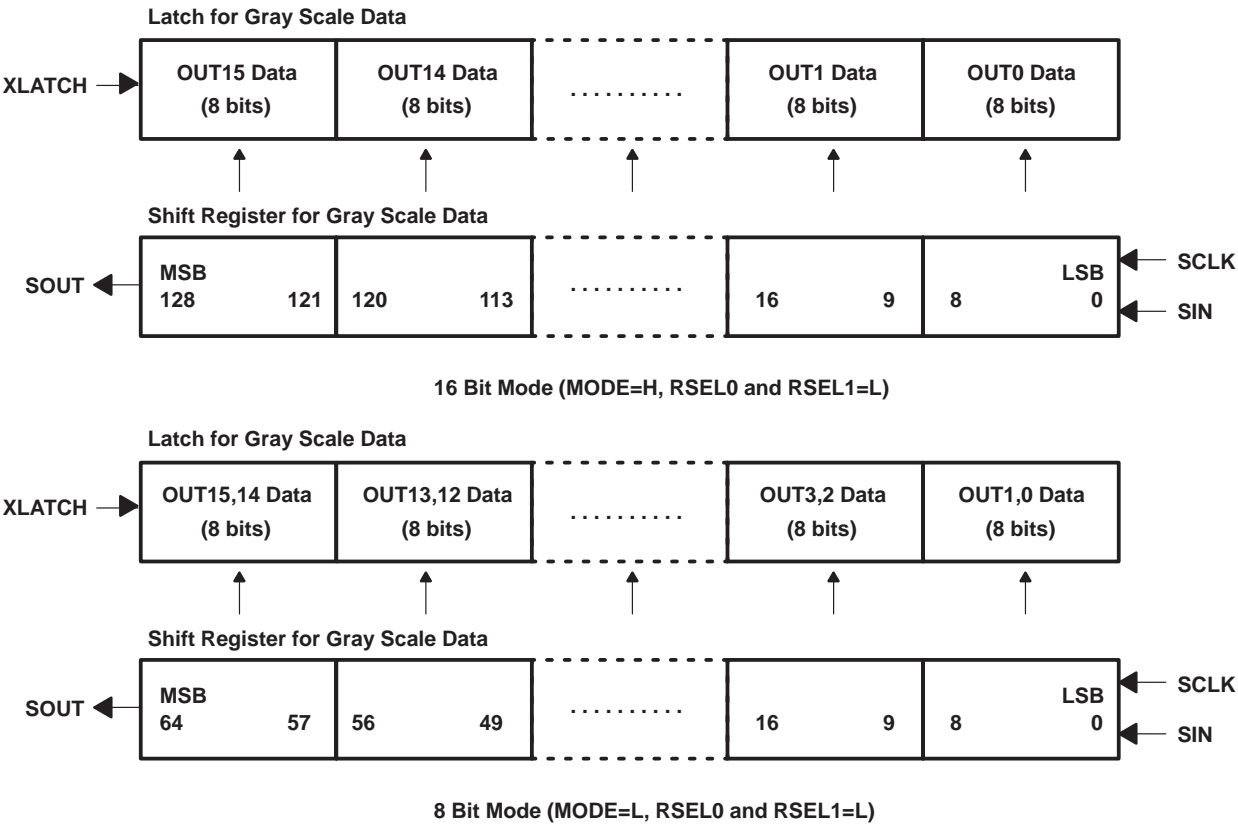 Latch for Gray Scale Data
XLATCH
OUT15 Data OUT14 Data .......... OUT1 Data OUT0 Data
(8 bits) (8 bits) (8 bits) (8 bits)
Shift Register for Gray Scale Data
MSB LSB SCLK
SOUT
128 121 120 113 .......... 16 9 8 0 SIN
16 Bit Mode (MODE=H, RSEL0 and RSEL1=L)
Latch for Gray Scale Data
XLATCH
OUT15,14 Data OUT13,12 Data .......... OUT3,2 Data OUT1,0 Data
(8 bits) (8 bits) (8 bits) (8 bits)
Shift Register for Gray Scale Data
MSB LSB SCLK
SOUT
64 57 56 49 .......... 16 9 8 0 SIN
8 Bit Mode (MODE=L, RSEL0 and RSEL1=L)